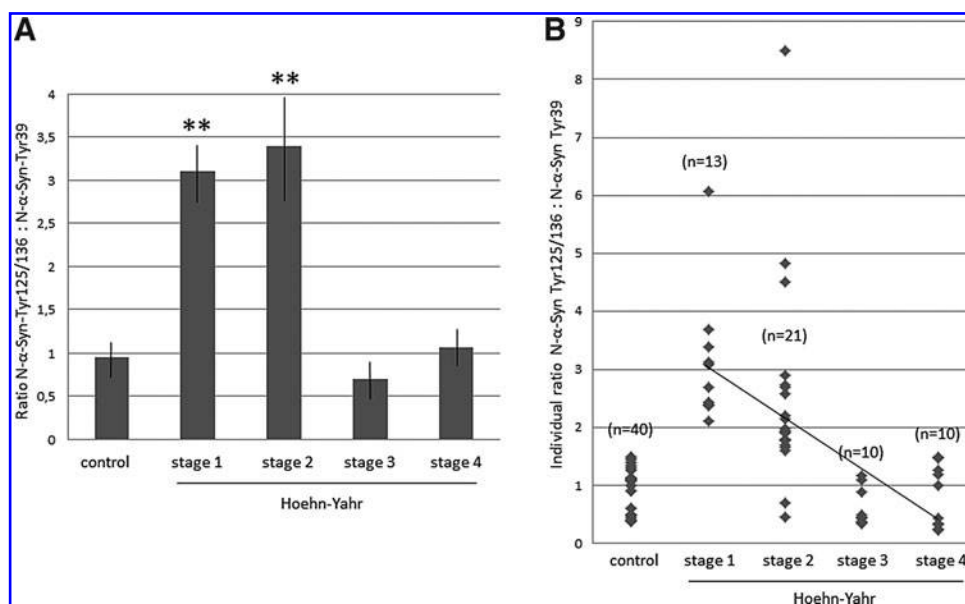 A
Ratio N-α-Syn-Tyr125/136 : N-α-Syn-Tyr39
4
3,5
3
2,5
2
1,5
1
0,5
0
**
**
control
stage 1
stage 2
stage 3
stage 4
Hoehn-Yahr
B
Individual ratio N-α-Syn Tyr125/136 : N-α-Syn Tyr39
9
8
7
6
5
4
3
2
1
0
(n=40)
(n=13)
(n=21)
(n=10)
(n=10)
control
stage 1
stage 2
stage 3
stage 4
Hoehn-Yahr